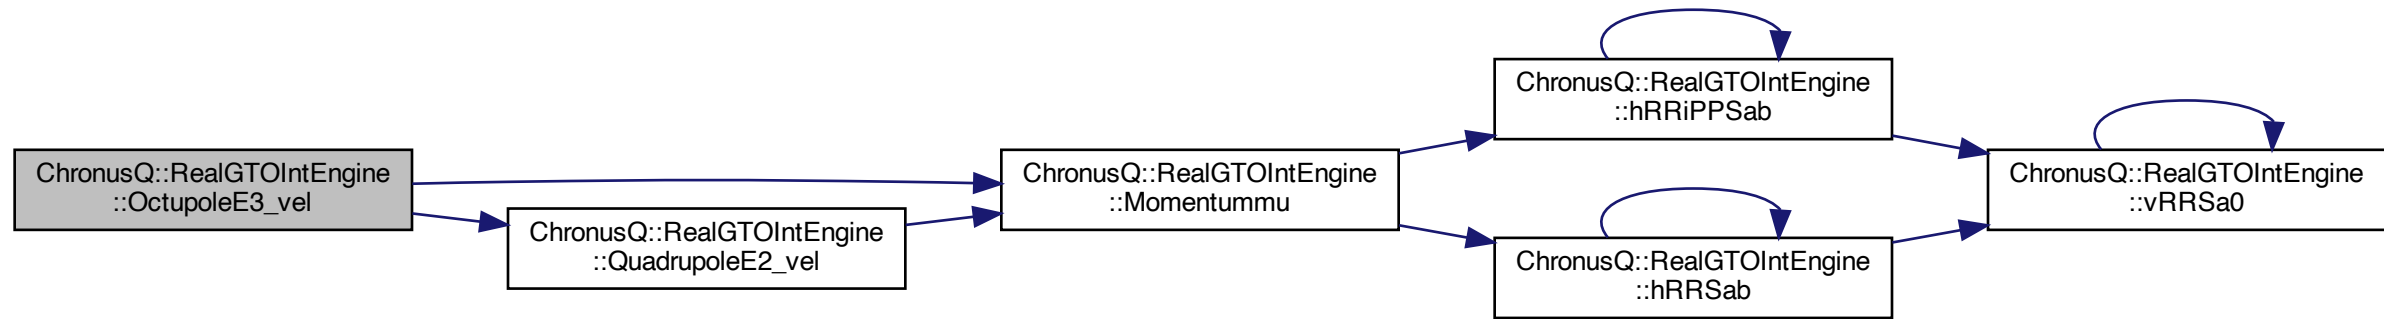 ChronusQ::RealGTOIntEngine
::OctupoleE3_vel
ChronusQ::RealGTOIntEngine
::QuadrupoleE2_vel
ChronusQ::RealGTOIntEngine
::Momentummu
ChronusQ::RealGTOIntEngine
::hRRiPPSab
ChronusQ::RealGTOIntEngine
::hRRSab
ChronusQ::RealGTOIntEngine
::vRRSa0